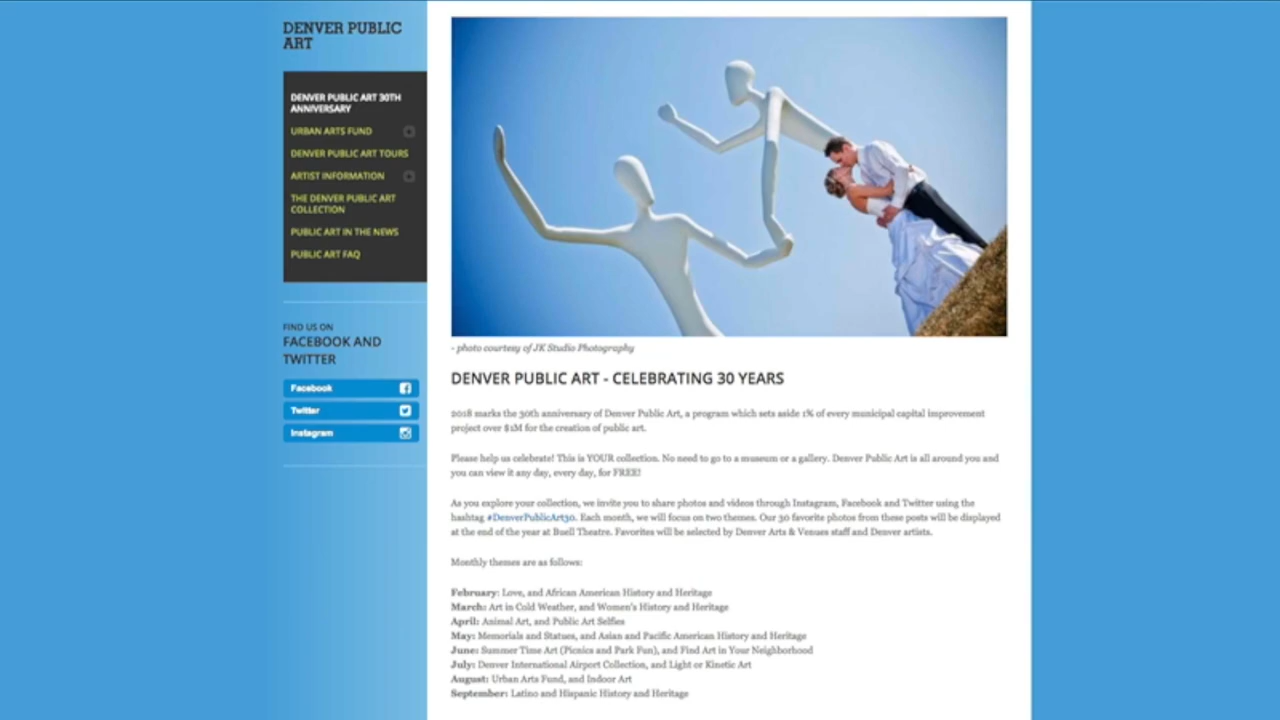 DENVER PUBLIC
ART
DENVER PUBLIC ART 30TH
ANNIVERSARY
URBAN ARTS FUND
DENVER PUBLIC ART TOURS
ARTIST INFORMATION
THE DENVER PUBLIC ART
COLLECTION
PUBLIC ART IN THE NEWS
PUBLIC ART FAQ
FIND US ON
FACEBOOK AND
TWITTER
Facebook
Twitter
Instagram
- photo courtesy of JK Studio Photography
DENVER PUBLIC ART - CELEBRATING 30 YEARS
2018 marks the 30th anniversary of Denver Public Art, a program which sets aside 1% of every municipal capital improvement
project over $1M for the creation of public art.
Please help us celebrate! This is YOUR collection. No need to go to a museum or a gallery. Denver Public Art is all around you and
you can view it any day, every day, for FREE!
As you explore your collection, we invite you to share photos and videos through Instagram, Facebook and Twitter using the
hashtag #DenverPublicArt30. Each month, we will focus on two themes. Our 30 favorite photos from these posts will be displayed
at the end of the year at Buell Theatre. Favorites will be selected by Denver Arts & Venues staff and Denver artists.
Monthly themes are as follows:
February: Love, and African American History and Heritage
March: Art in Cold Weather, and Women's History and Heritage
April: Animal Art, and Public Art Selfies
May: Memorials and Statues, and Asian and Pacific American History and Heritage
June: Summer Time Art (Picnics and Park Fun), and Find Art in Your Neighborhood
July: Denver International Airport Collection, and Light or Kinetic Art
August: Urban Arts Fund, and Indoor Art
September: Latino and Hispanic History and Heritage